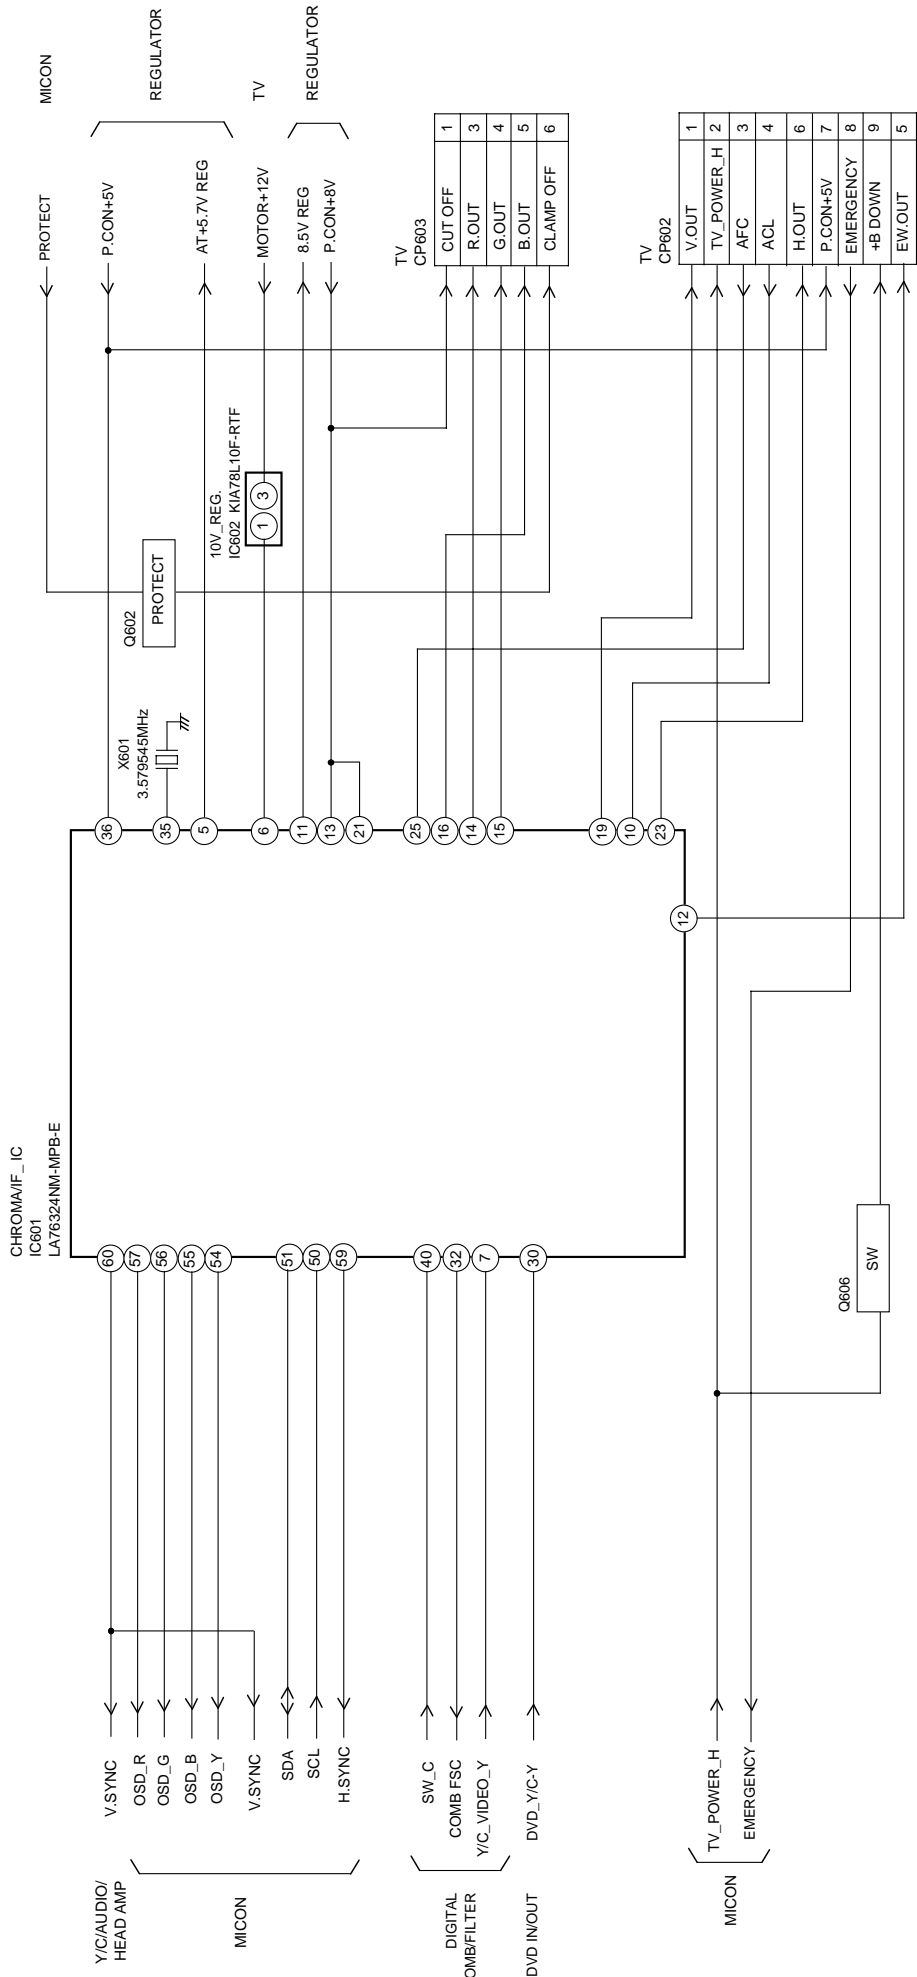 CHROMA/IF_IC
IC601
LA76324NM-MPB-E
Y/C/AUDIO/
HEAD AMP
V.SYNC
60
MICON
OSD_R
57
OSD_G
56
OSD_B
55
OSD_Y
54
V.SYNC
SDA
51
SCL
50
H.SYNC
59
DIGITAL
OMB/FILTER
SW_C
40
COMB FSC
32
Y/C_VIDEO_Y
7
DVD IN/OUT
DVD_Y/C-Y
30
MICON
TV_POWER_H
EMERGENCY
Q606
SW
MICON
PROTECT
Q602
PROTECT
REGULATOR
P.CON+5V
36
X601
3.579545MHz
35
AT+5.7V REG
5
TV
MOTOR+12V
10V_REG.
IC602 KIA78L10F-RTF
1
3
6
REGULATOR
8.5V REG
11
P.CON+8V
13
21
25
16
14
15
19
10
23
12
TV
CP603
CUT OFF 1
R.OUT 3
G.OUT 4
B.OUT 5
CLAMP OFF 6
TV
CP602
V.OUT 1
TV_POWER_H 2
AFC 3
ACL 4
H.OUT 6
P.CON+5V 7
EMERGENCY 8
+B DOWN 9
EW.OUT 5